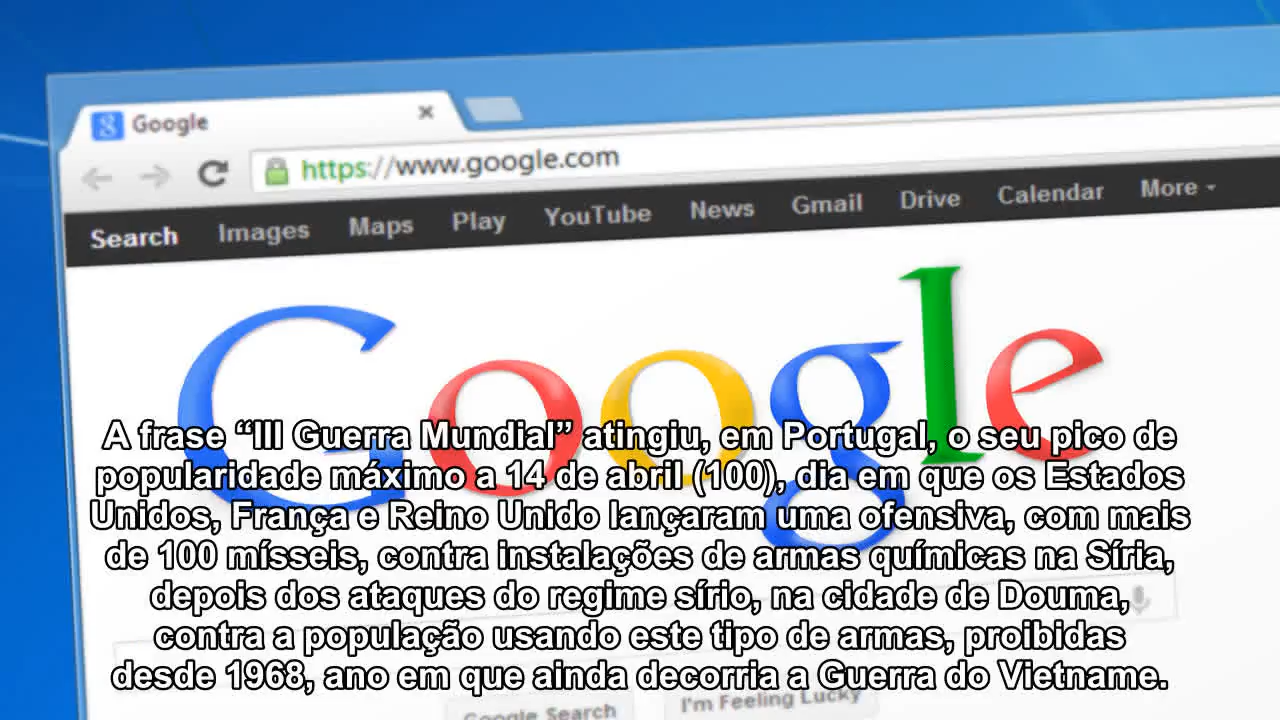 Google
https://www.google.com
Search Images Maps Play YouTube News Gmail Drive Calendar More
Google
A frase “III Guerra Mundial” atingiu, em Portugal, o seu pico de
popularidade máximo a 14 de abril (100), dia em que os Estados
Unidos, França e Reino Unido lançaram uma ofensiva, com mais
de 100 mísseis, contra instalações de armas químicas na Síria,
depois dos ataques do regime sírio, na cidade de Douma,
contra a população usando este tipo de armas, proibidas
desde 1968, ano em que ainda decorria a Guerra do Vietname.
Google Search I'm Feeling Lucky